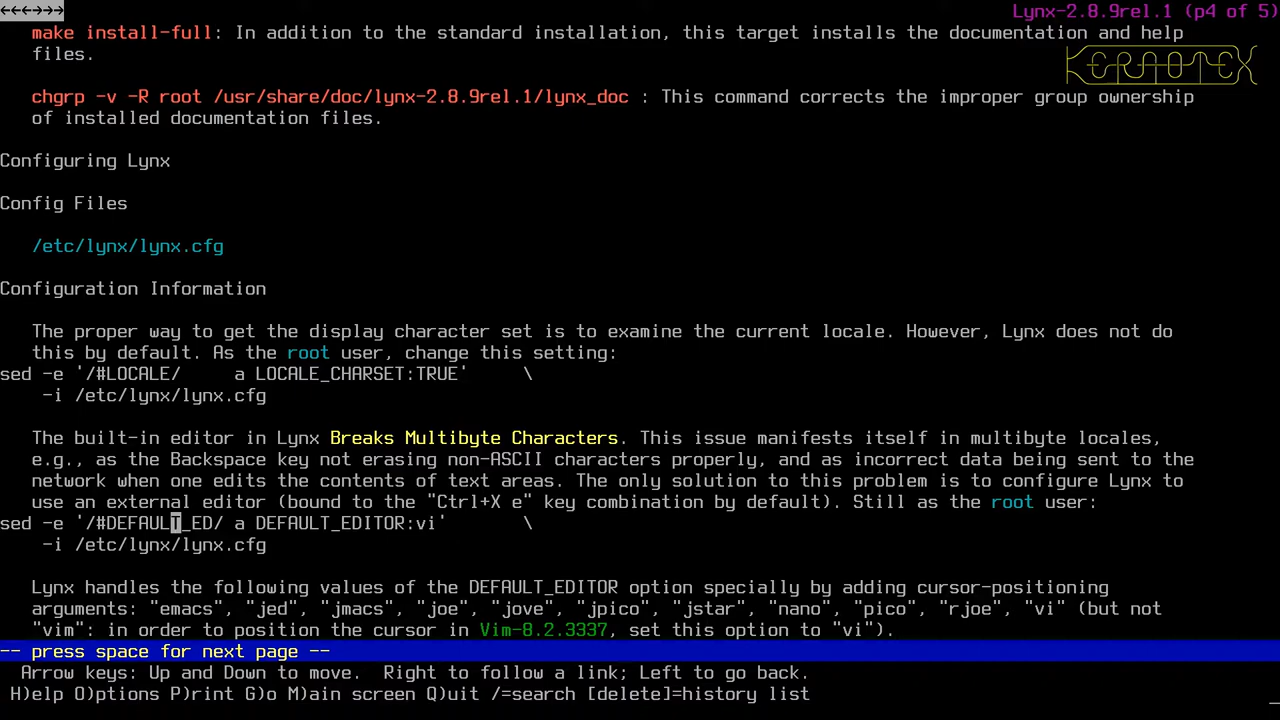 ←←←→→→
Lynx-2.8.9rel.1 (p4 of 5)
KERNOTEX
make install-full: In addition to the standard installation, this target installs the documentation and help
files.
chgrp -v -R root /usr/share/doc/lynx-2.8.9rel.1/lynx_doc : This command corrects the improper group ownership
of installed documentation files.
Configuring Lynx
Config Files
/etc/lynx/lynx.cfg
Configuration Information
The proper way to get the display character set is to examine the current locale. However, Lynx does not do
this by default. As the root user, change this setting:
sed -e '/#LOCALE/     a LOCALE_CHARSET:TRUE'     \
-i /etc/lynx/lynx.cfg
The built-in editor in Lynx Breaks Multibyte Characters. This issue manifests itself in multibyte locales,
e.g., as the Backspace key not erasing non-ASCII characters properly, and as incorrect data being sent to the
network when one edits the contents of text areas. The only solution to this problem is to configure Lynx to
use an external editor (bound to the "Ctrl+X e" key combination by default). Still as the root user:
sed -e '/#DEFAULT_ED/ a DEFAULT_EDITOR:vi'       \
-i /etc/lynx/lynx.cfg
Lynx handles the following values of the DEFAULT_EDITOR option specially by adding cursor-positioning
arguments: "emacs", "jed", "jmacs", "joe", "jove", "jpico", "jstar", "nano", "pico", "rjoe", "vi" (but not
"vim": in order to position the cursor in Vim-8.2.3337, set this option to "vi").
-- press space for next page --
Arrow keys: Up and Down to move.  Right to follow a link; Left to go back.
H)elp O)ptions P)rint G)o M)ain screen Q)uit /=search [delete]=history list